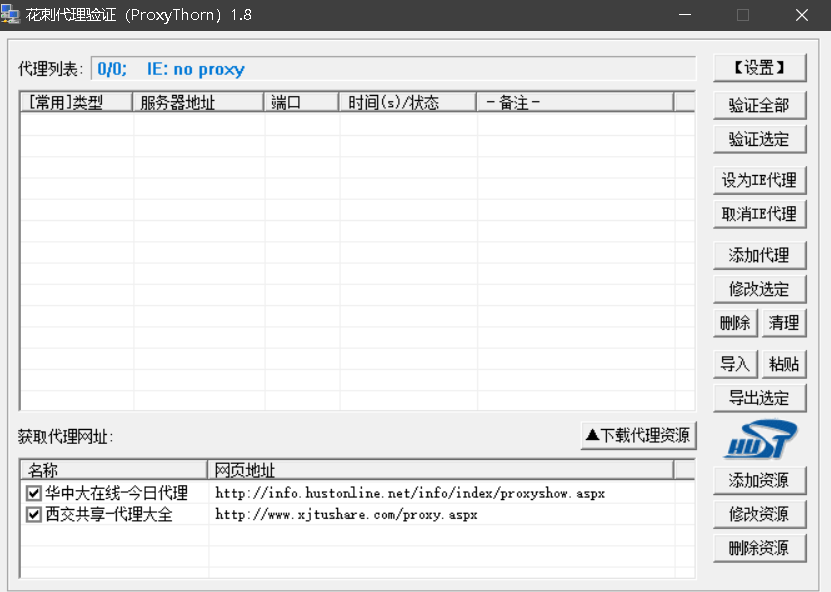 花刺代理验证（ProxyThorn）1.8
代理列表: 0/0; IE: no proxy
【设置】
[常用]类型 服务器地址 端口 时间(s)/状态 -备注-
验证全部
验证选定
设为IE代理
取消IE代理
添加代理
修改选定
删除 清理
导入 粘贴
导出选定
获取代理网址: ▲下载代理资源
HUST
名称 网页地址
添加资源
华中大在线-今日代理 http://info.hustonline.net/info/index/proxyshow.aspx
西交共享-代理大全 http://www.xjtushare.com/proxy.aspx
修改资源
删除资源